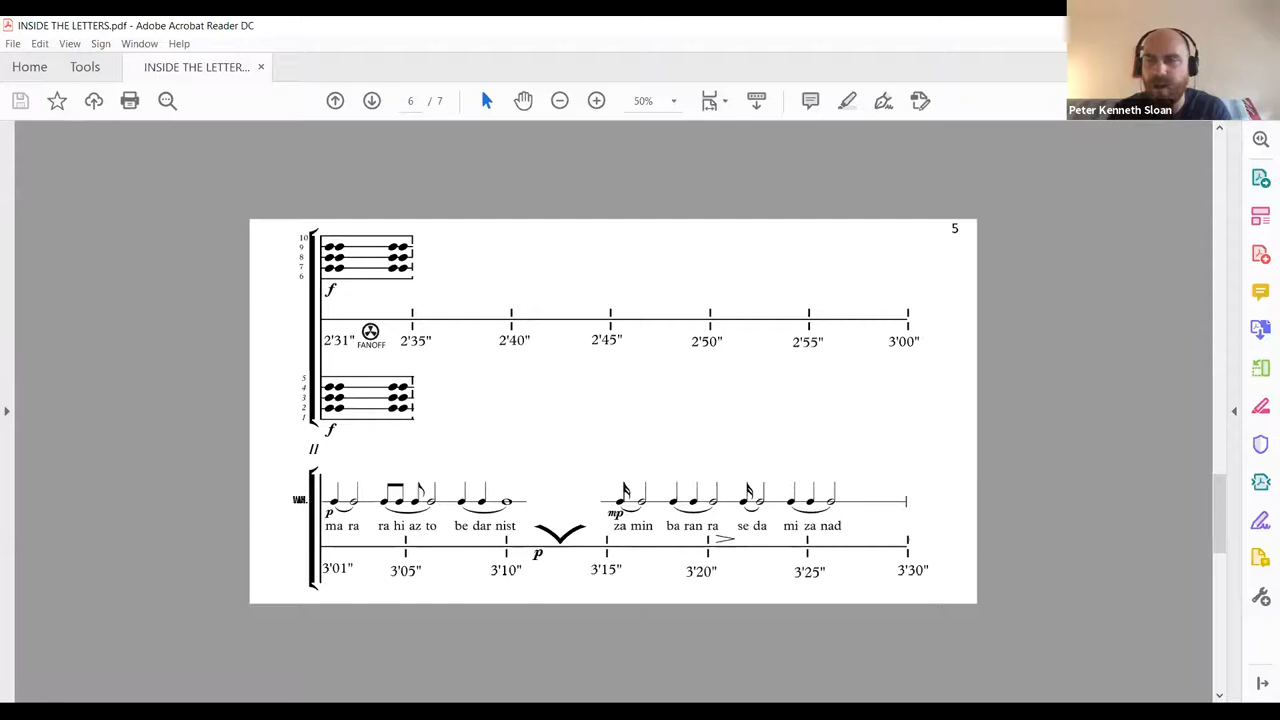 INSIDE THE LETTERS.pdf - Adobe Acrobat Reader DC
File Edit View Sign Window Help
Home Tools INSIDE THE LETTER... ×
6 / 7 50%
Peter Kenneth Sloan
5
10
9
8
7
6
f
2'31" 2'35" 2'40" 2'45" 2'50" 2'55" 3'00"
FANOFF
5
4
3
2
1
f
//
p mp
ma ra ra hi az to be dar nist za min ba ran ra se da mi za nad
p >
3'01" 3'05" 3'10" 3'15" 3'20" 3'25" 3'30"